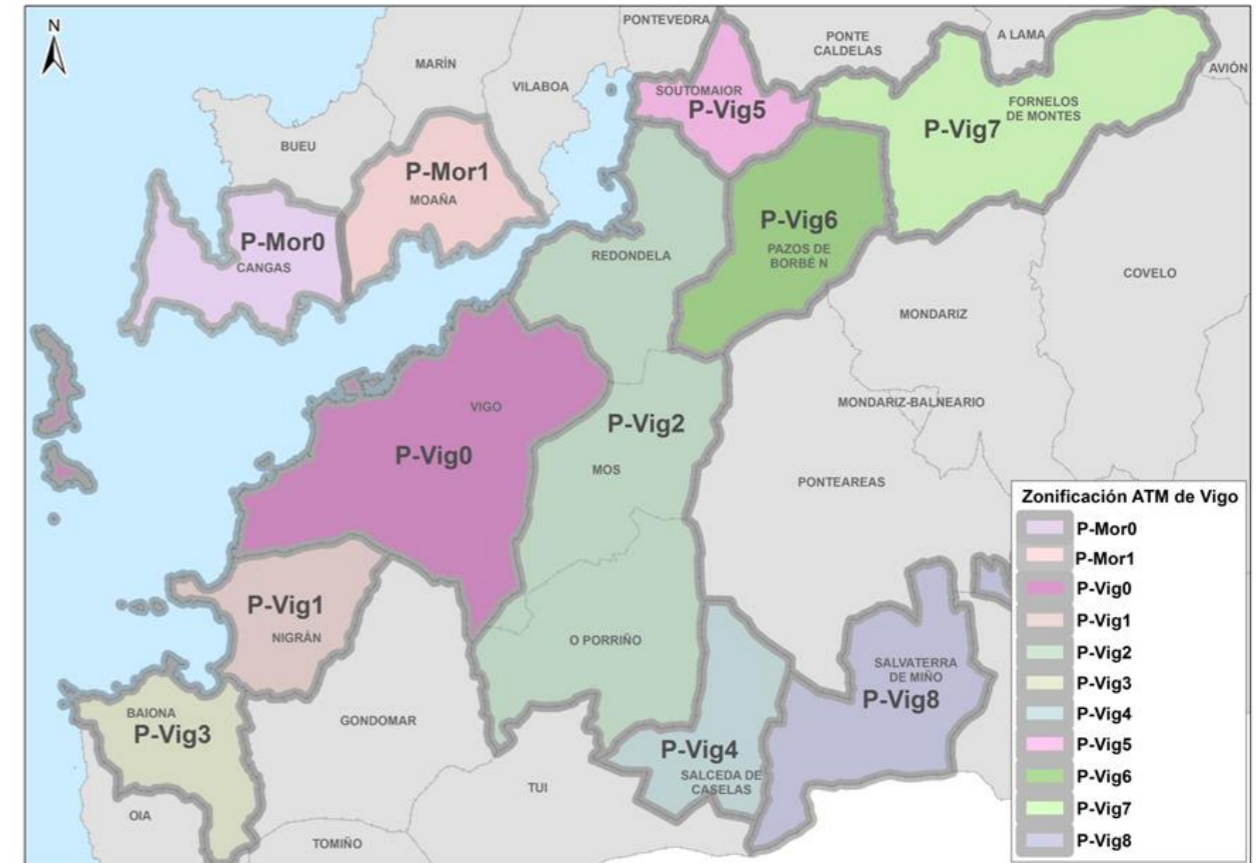 N
PONTEVEDRA
A LAMA
PONTE
CALDELAS
MARÍN
AVIÓN
VILABOA
SOUTOMAIOR
P-Vig5
FORNELOS
DE MONTES
P-Vig7
BUEU
P-Mor1
MOAÑA
P-Vig6
PAZOS DE
BORBÉ N
P-Mor0
CANGAS
REDONDELA
COVELO
MONDARIZ
MONDARIZ-BALNEARIO
VIGO
P-Vig2
P-Vig0
MOS
PONTEAREAS
P-Vig1
NIGRÁN
O PORRIÑO
SALVATERRA
DE MIÑO
P-Vig8
BAIONA
P-Vig3
GONDOMAR
P-Vig4
SALCEDA DE
CASELAS
TUI
OIA
TOMIÑO
Zonificación ATM de Vigo
P-Mor0
P-Mor1
P-Vig0
P-Vig1
P-Vig2
P-Vig3
P-Vig4
P-Vig5
P-Vig6
P-Vig7
P-Vig8